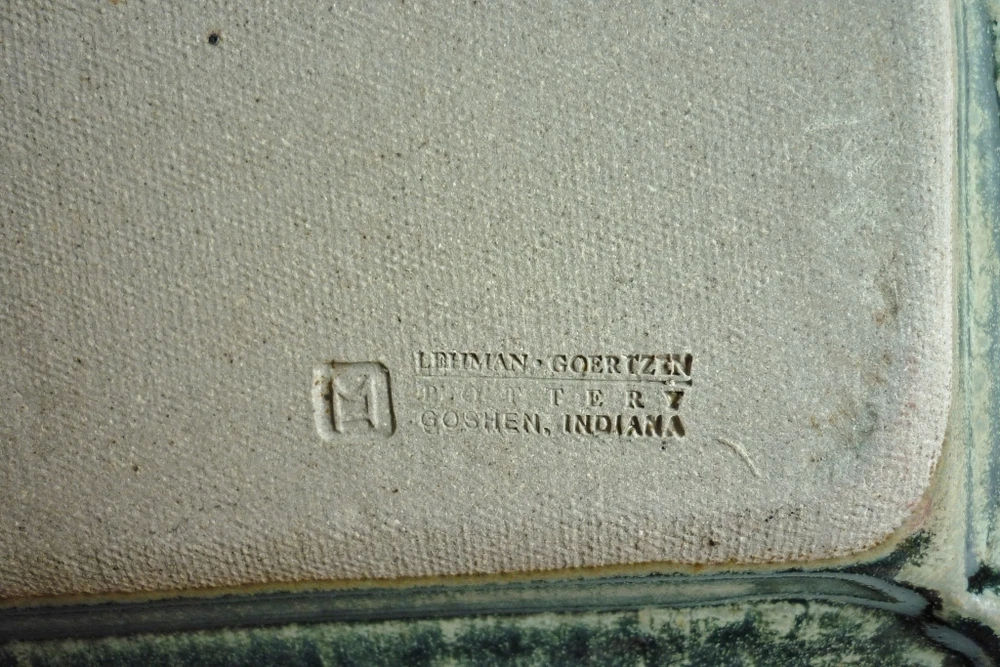 LEHMAN · GOERTZEN
POTTERY
GOSHEN, INDIANA